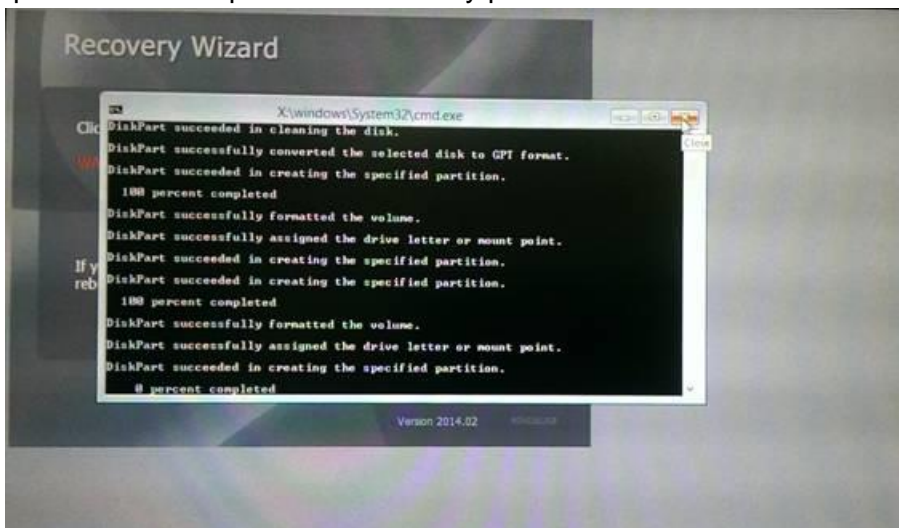 Recovery Wizard
X:\windows\System32\cmd.exe
Close
Clic
DiskPart succeeded in cleaning the disk.
DiskPart successfully converted the selected disk to GPT format.
DiskPart succeeded in creating the specified partition.
100 percent completed
DiskPart successfully formatted the volume.
DiskPart successfully assigned the drive letter or mount point.
DiskPart succeeded in creating the specified partition.
If y
reb
DiskPart succeeded in creating the specified partition.
100 percent completed
DiskPart successfully formatted the volume.
DiskPart successfully assigned the drive letter or mount point.
DiskPart succeeded in creating the specified partition.
0 percent completed
Version 2014.02